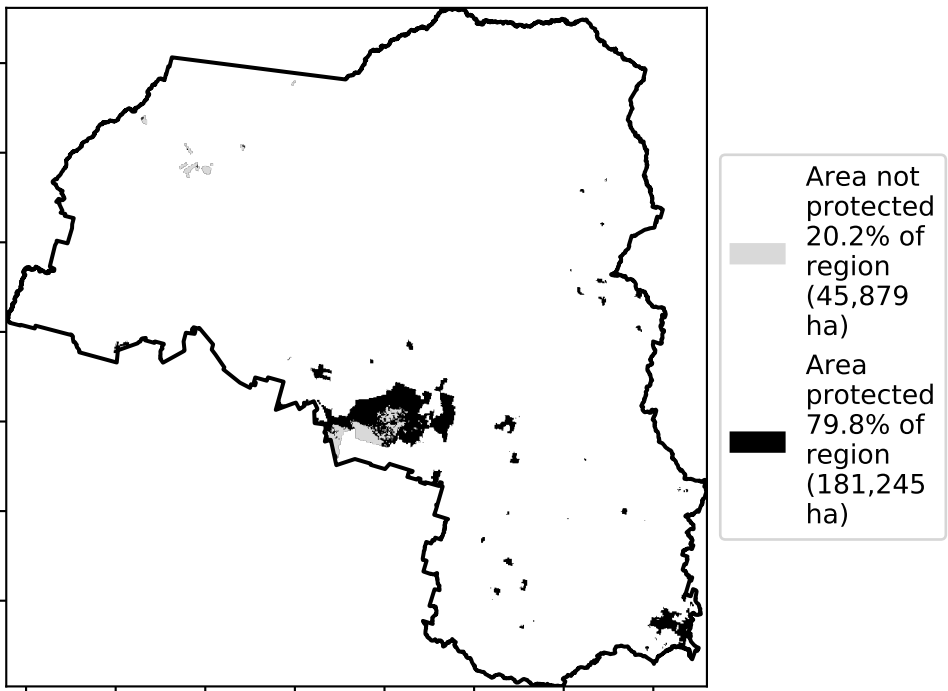 Area not
protected
20.2% of
region
(45,879
ha)
Area
protected
79.8% of
region
(181,245
ha)